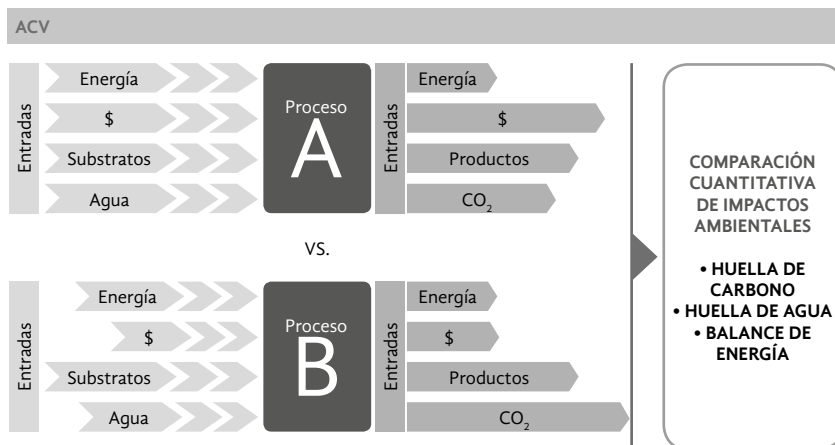 ACV
Entradas
Energía
$
Substratos
Agua
Proceso
A
Entradas
Energía
$
Productos
CO₂
VS.
Entradas
Energía
$
Substratos
Agua
Proceso
B
Entradas
Energía
$
Productos
CO₂
COMPARACIÓN
CUANTITATIVA
DE IMPACTOS
AMBIENTALES
• HUELLA DE
CARBONO
• HUELLA DE AGUA
• BALANCE DE
ENERGÍA